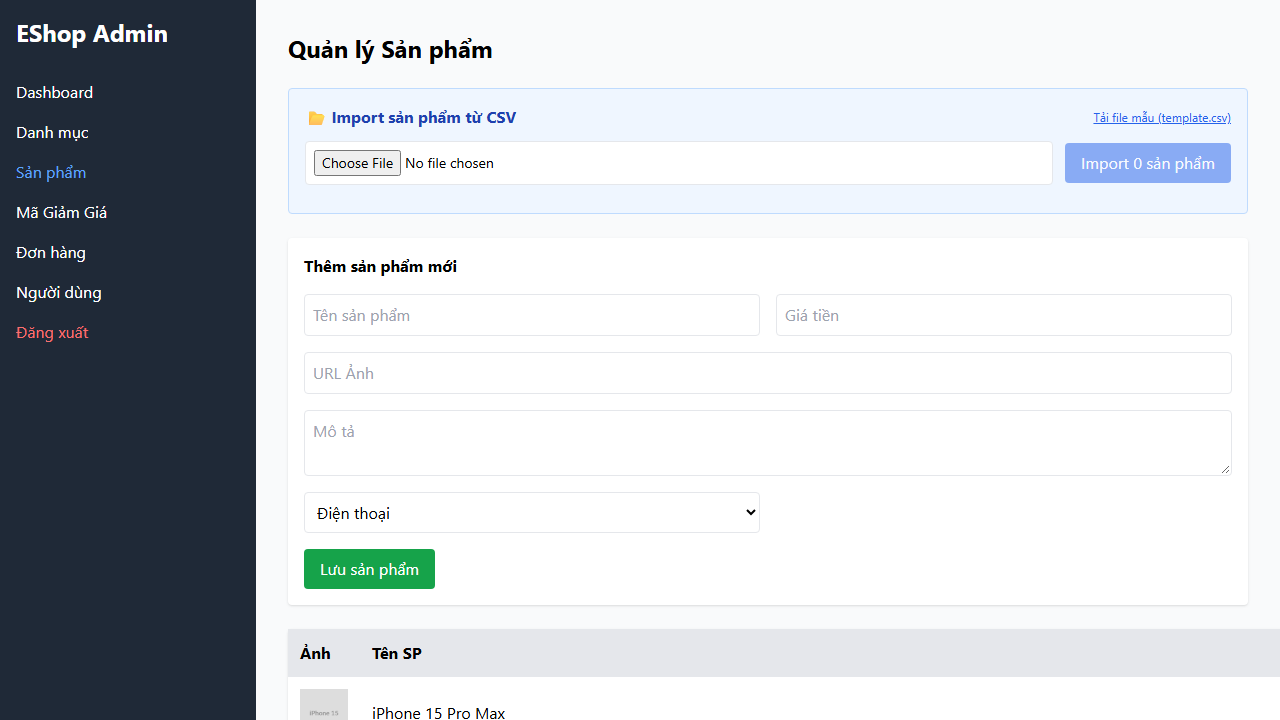 EShop Admin
Dashboard
Danh mục
Sản phẩm
Mã Giảm Giá
Đơn hàng
Người dùng
Đăng xuất
Quản lý Sản phẩm
Import sản phẩm từ CSV
Tải file mẫu (template.csv)
Choose File No file chosen
Import 0 sản phẩm
Thêm sản phẩm mới
Tên sản phẩm
Giá tiền
URL Ảnh
Mô tả
Điện thoại
Lưu sản phẩm
Ảnh Tên SP
iPhone 15
iPhone 15 Pro Max